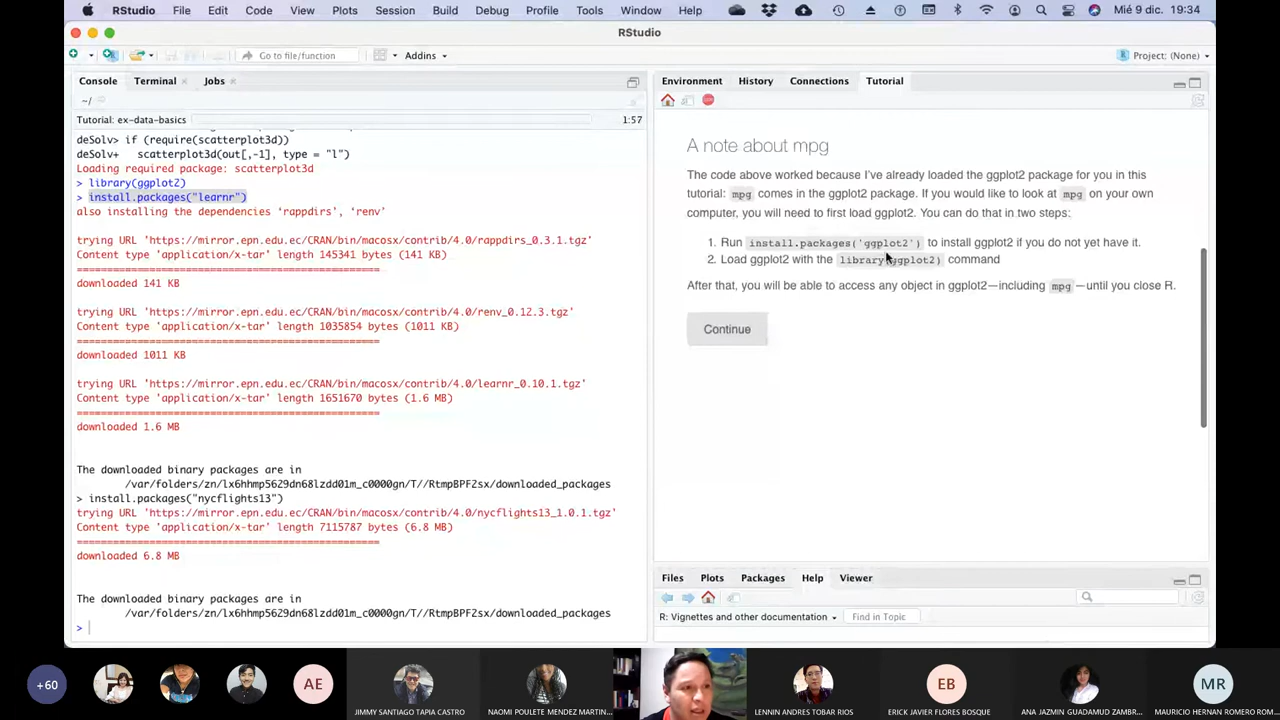 RStudio File Edit Code View Plots Session Build Debug Profile Tools Window Help Mié 9 dic. 19:34
RStudio
Go to file/function Addins Project: (None)
Console Terminal Jobs
~/
Tutorial: ex-data-basics 1:57
deSolv> if (require(scatterplot3d))
deSolv+ scatterplot3d(out[,-1], type = "l")
Loading required package: scatterplot3d
> library(ggplot2)
> install.packages("learnr")
also installing the dependencies ‘rappdirs’, ‘renv’
trying URL 'https://mirror.epn.edu.ec/CRAN/bin/macosx/contrib/4.0/rappdirs_0.3.1.tgz'
Content type 'application/x-tar' length 145341 bytes (141 KB)
==================================================
downloaded 141 KB
trying URL 'https://mirror.epn.edu.ec/CRAN/bin/macosx/contrib/4.0/renv_0.12.3.tgz'
Content type 'application/x-tar' length 1035854 bytes (1011 KB)
==================================================
downloaded 1011 KB
trying URL 'https://mirror.epn.edu.ec/CRAN/bin/macosx/contrib/4.0/learnr_0.10.1.tgz'
Content type 'application/x-tar' length 1651670 bytes (1.6 MB)
==================================================
downloaded 1.6 MB
The downloaded binary packages are in
/var/folders/zn/lx6hhmp5629dn68lzdd01m_c0000gn/T//RtmpBPF2sx/downloaded_packages
> install.packages("nycflights13")
trying URL 'https://mirror.epn.edu.ec/CRAN/bin/macosx/contrib/4.0/nycflights13_1.0.1.tgz'
Content type 'application/x-tar' length 7115787 bytes (6.8 MB)
==================================================
downloaded 6.8 MB
The downloaded binary packages are in
/var/folders/zn/lx6hhmp5629dn68lzdd01m_c0000gn/T//RtmpBPF2sx/downloaded_packages
>
Environment History Connections Tutorial
A note about mpg
The code above worked because I’ve already loaded the ggplot2 package for you in this
tutorial: mpg comes in the ggplot2 package. If you would like to look at mpg on your own
computer, you will need to first load ggplot2. You can do that in two steps:
1. Run install.packages('ggplot2') to install ggplot2 if you do not yet have it.
2. Load ggplot2 with the library(ggplot2) command
After that, you will be able to access any object in ggplot2—including mpg—until you close R.
Continue
Files Plots Packages Help Viewer
R: Vignettes and other documentation Find in Topic
+60 AE EB MR
JIMMY SANTIAGO TAPIA CASTRO NAOMI POULETE MENDEZ MARTIN... LENNIN ANDRES TOBAR RIOS ERICK JAVIER FLORES BOSQUE ANA JAZMIN GUADAMUD ZAMBR... MAURICIO HERNAN ROMERO ROM...